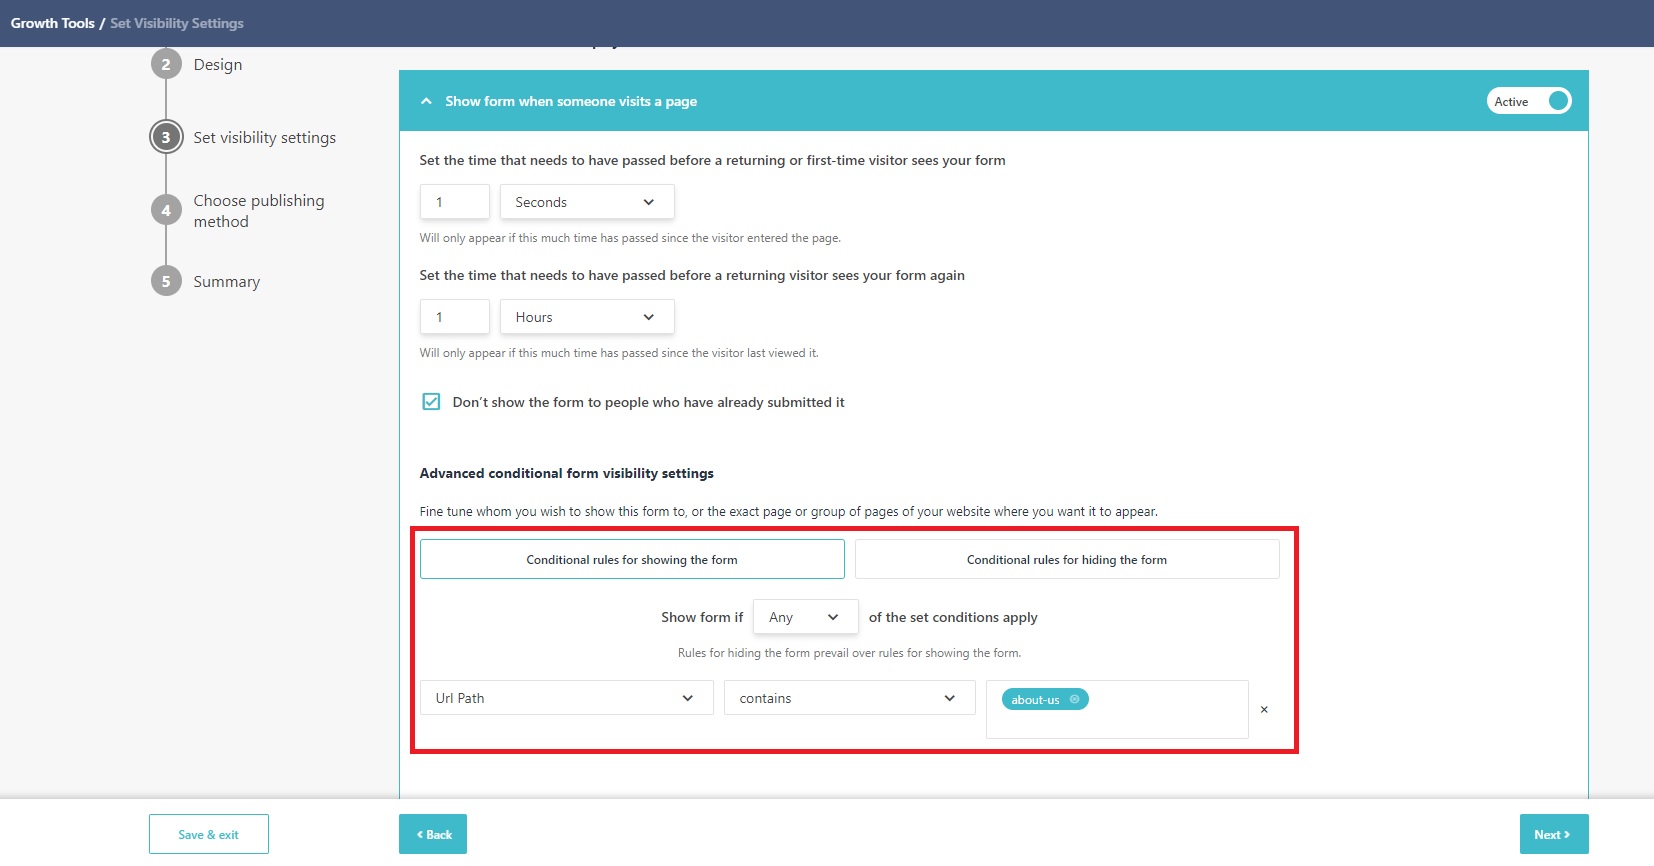 Growth Tools / Set Visibility Settings
2 Design
3 Set visibility settings
4 Choose publishing
method
5 Summary
Show form when someone visits a page
Active
Set the time that needs to have passed before a returning or first-time visitor sees your form
1 Seconds
Will only appear if this much time has passed since the visitor entered the page.
Set the time that needs to have passed before a returning visitor sees your form again
1 Hours
Will only appear if this much time has passed since the visitor last viewed it.
Don't show the form to people who have already submitted it
Advanced conditional form visibility settings
Fine tune whom you wish to show this form to, or the exact page or group of pages of your website where you want it to appear.
Conditional rules for showing the form
Conditional rules for hiding the form
Show form if Any of the set conditions apply
Rules for hiding the form prevail over rules for showing the form.
Url Path contains about-us
Save & exit
Back
Next